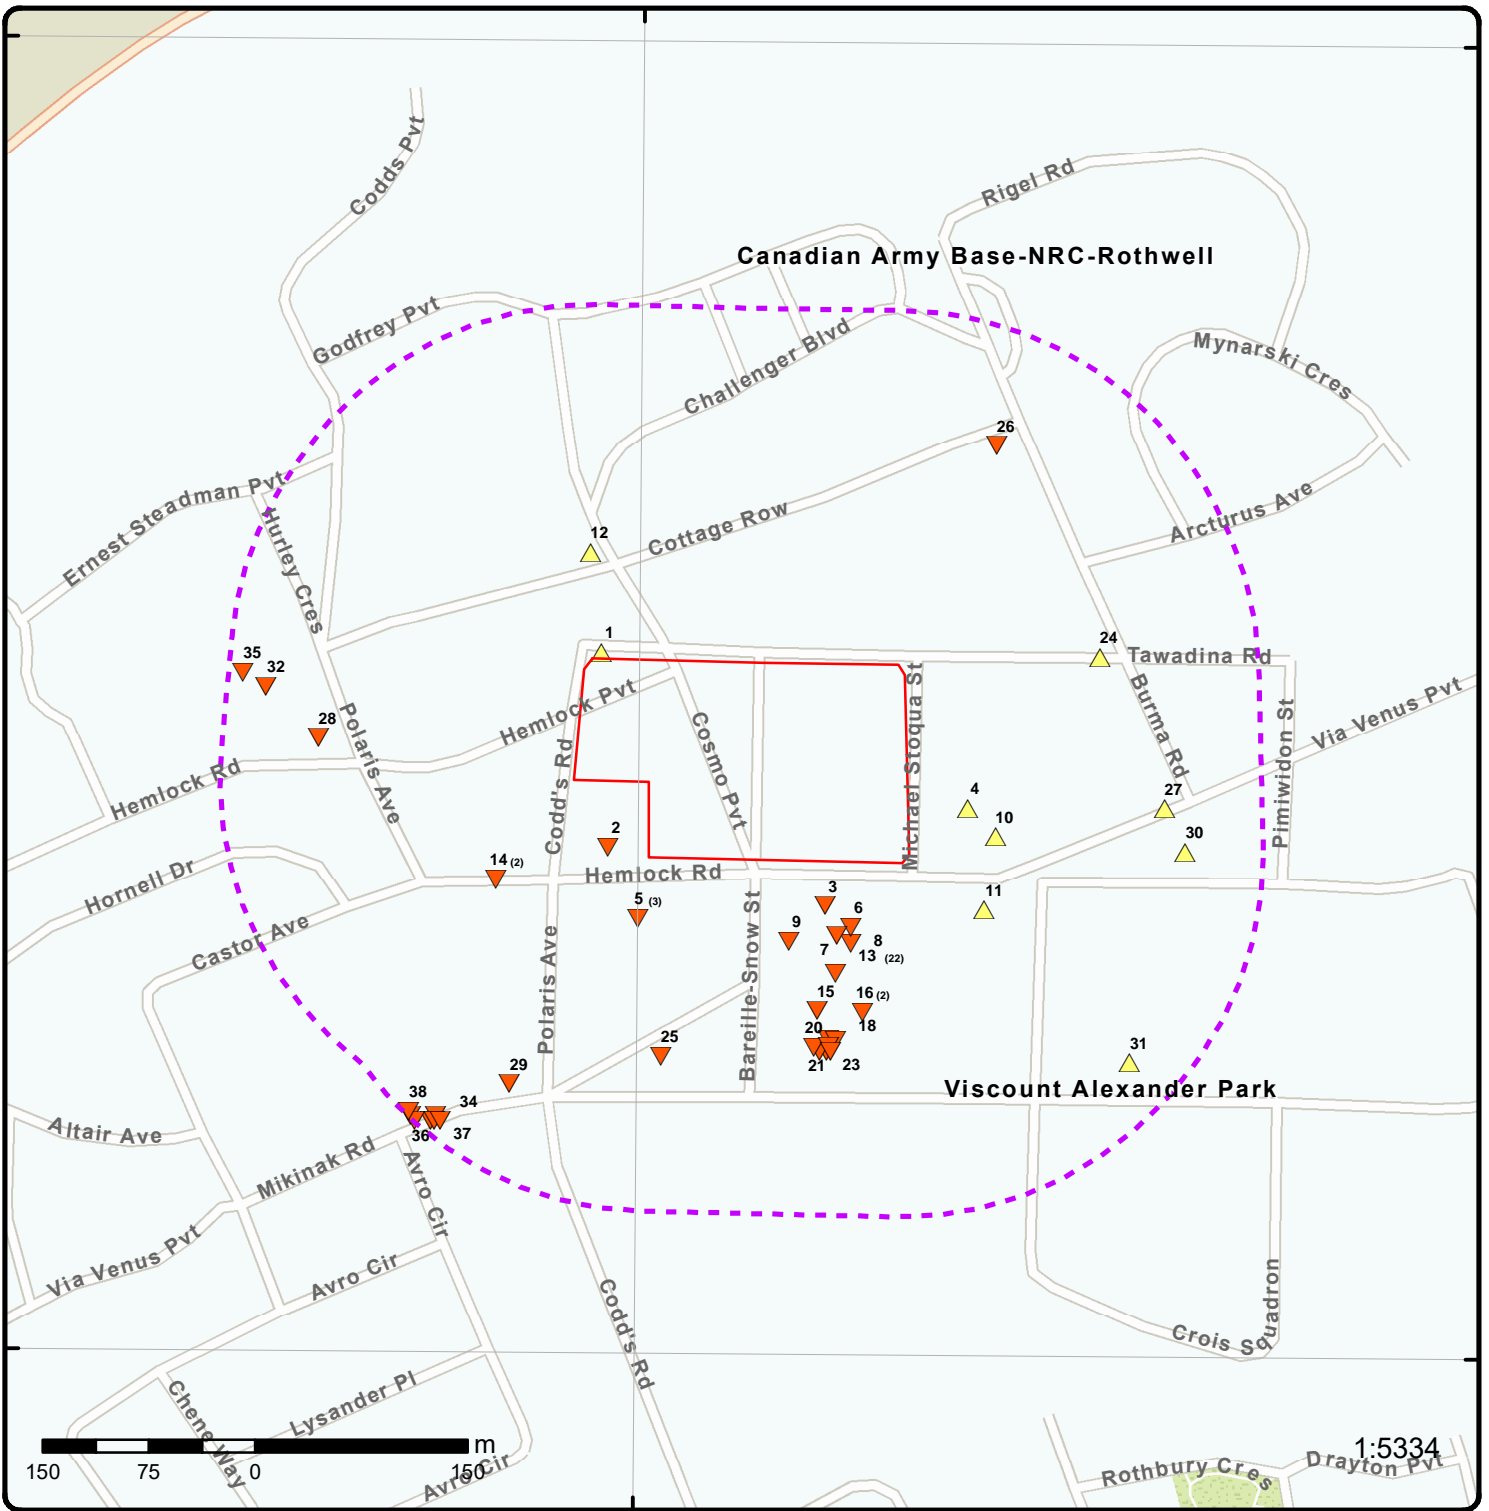 Codds Pvt
Rigel Rd
Canadian Army Base-NRC-Rothwell
Godfrey Pvt
Challenger Blvd
Mynarski Cres
26
Ernest Steadman Pvt
Hurley Cres
12
Cottage Row
Arcturus Ave
1
24
Tawadina Rd
35
32
28
Polaris Ave
Hemlock Pvt
Cosmo Pvt
Michael Stoqua St
Burma Rd
Via Venus Pvt
Pimiwidon St
Hemlock Rd
Codd's Rd
2
4
10
27
30
Hornell Dr
14 (2)
Hemlock Rd
3
11
5 (3)
6
9
7
8
13 (22)
Castor Ave
Polaris Ave
Bareille-Snow St
15
16 (2)
20
18
21
23
25
31
29
Viscount Alexander Park
38
34
36
37
Altair Ave
Mikinak Rd
Avro Cir
Via Venus Pvt
Avro Cir
Codd's Rd
Crois Squadron
Chene Way
Lysander Pl
Avro Cir
m
150 75 0 150
1:5334
Rothbury Cres
Drayton Pvt